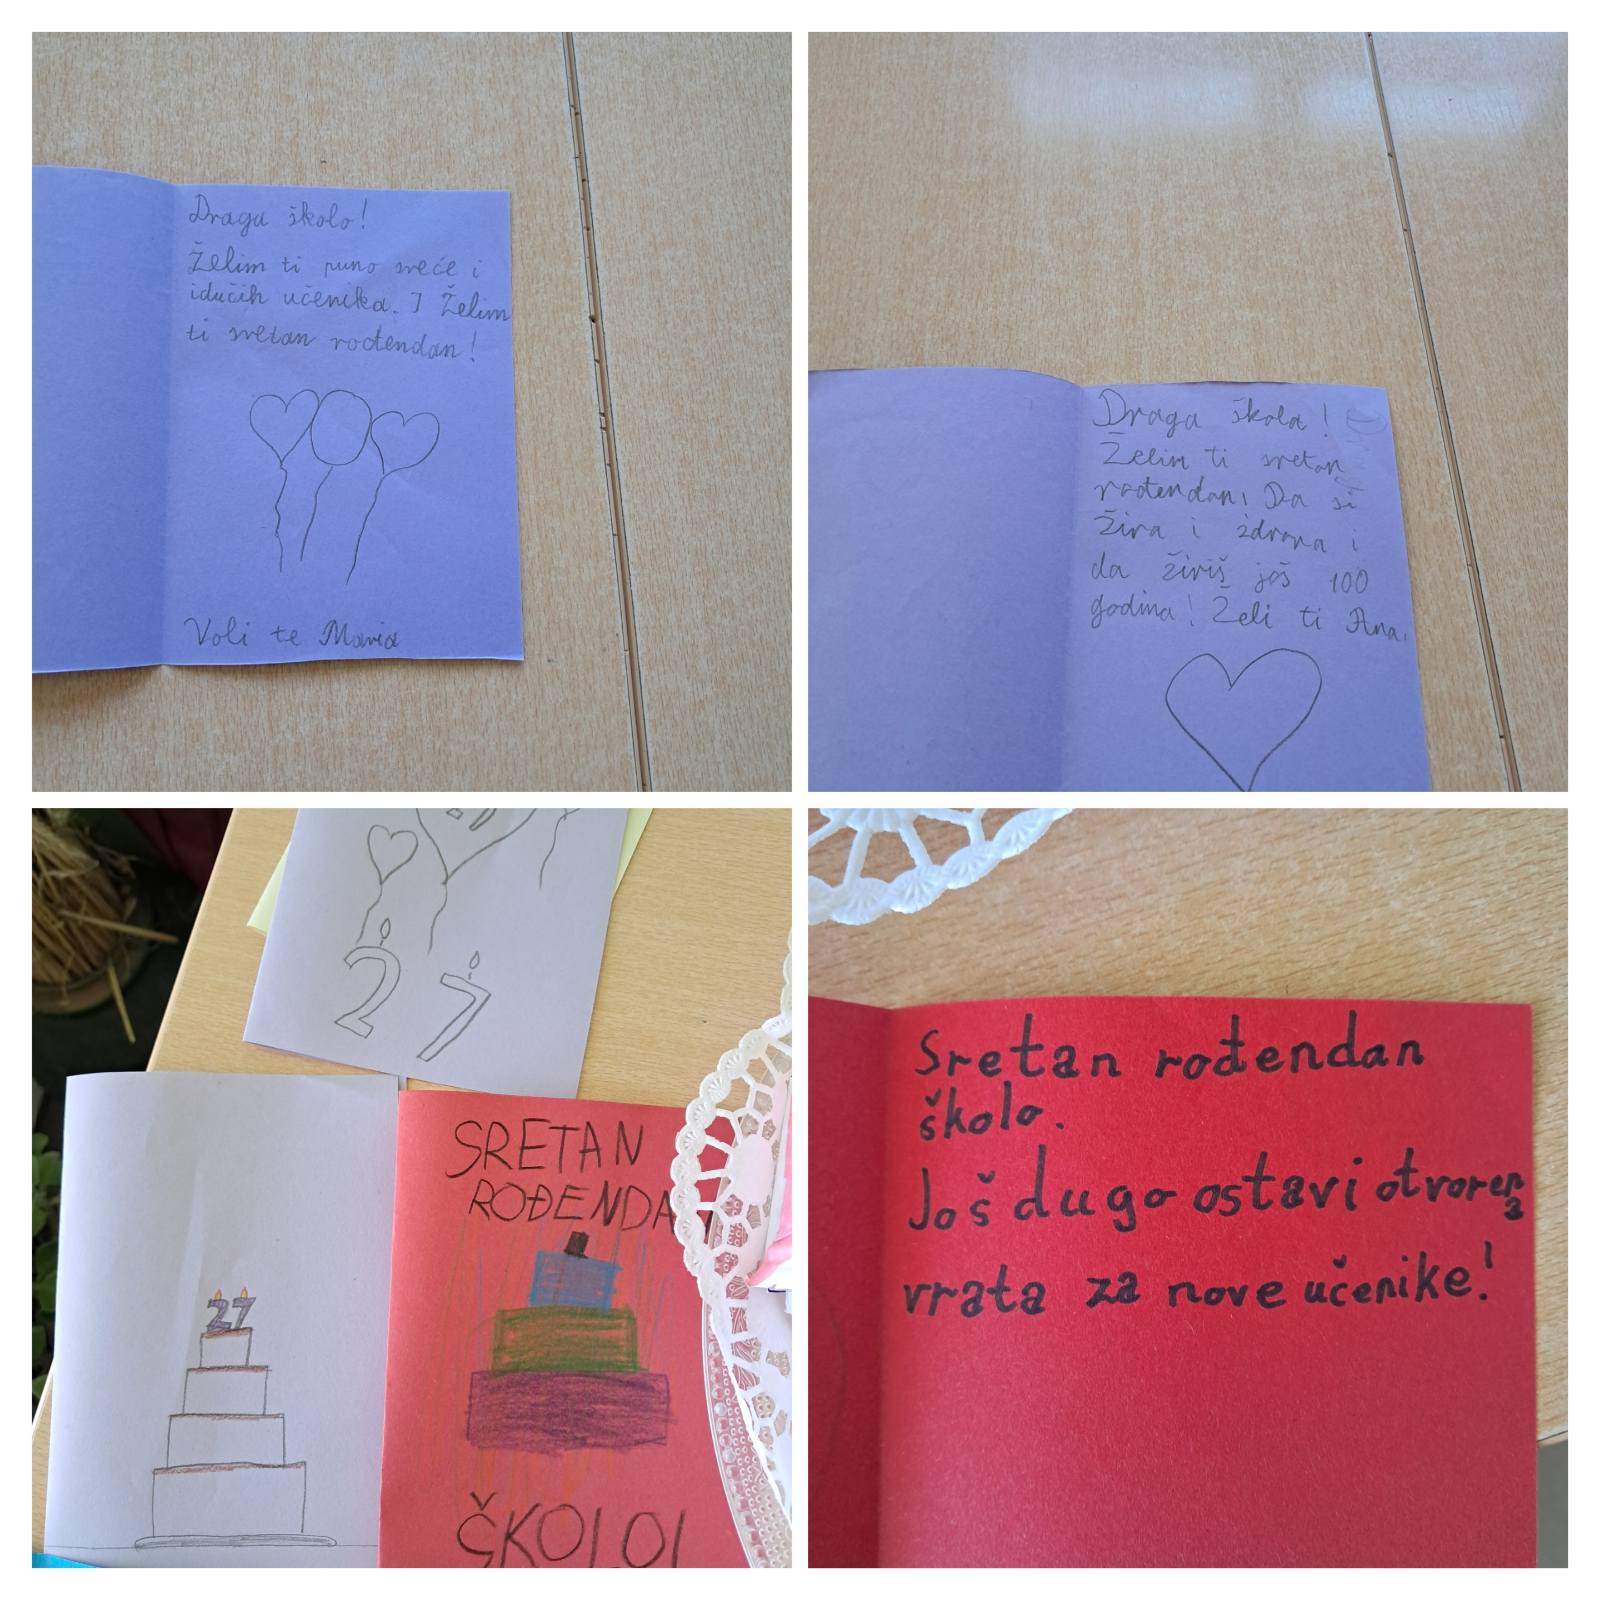 Draga školo!
Želim ti puno sreće i
idućih učenika. I Želim
ti sretan rođendan!
Voli te Maria
Draga škola!
Želim ti sretan
rođendan! Da si
živa i zdrava i
da živiš još 100
godina! Želi ti Ana.
27
27
SRETAN
ROĐENDA
ŠKOLO!
Sretan rođendan
školo.
Još dugo ostavi otvorena
vrata za nove učenike!